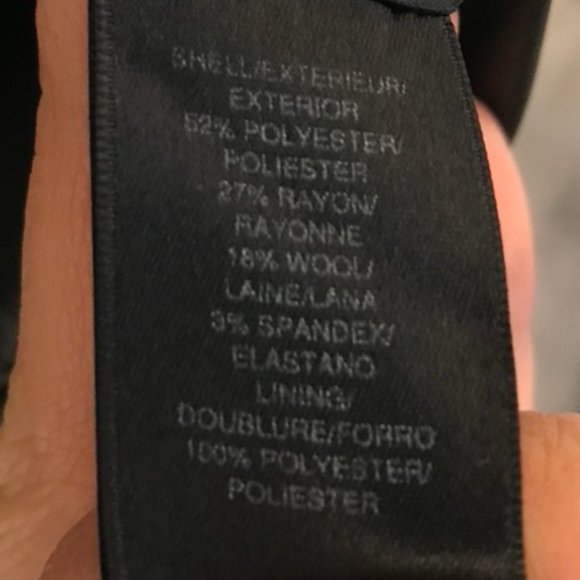 SHELL/EXTERIEUR/
EXTERIOR
52% POLYESTER/
POLIESTER
27% RAYON/
RAYONNE
18% WOOL/
LAINE/LANA
3% SPANDEX/
ELASTANO
LINING/
DOUBLURE/FORRO
100% POLYESTER/
POLIESTER